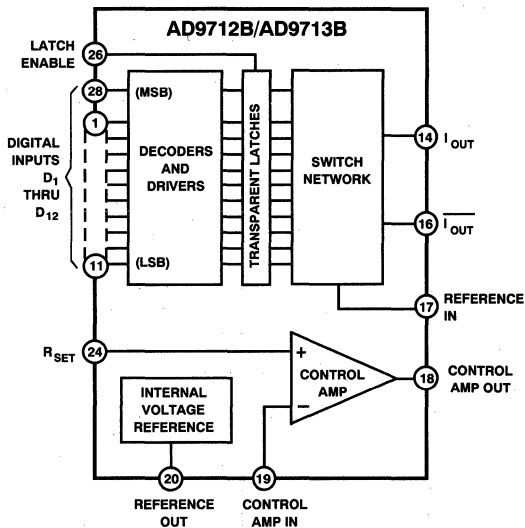 AD9712B/AD9713B
LATCH
ENABLE
26
28
(MSB)
1
DIGITAL
INPUTS
D1
THRU
D12
DECODERS
AND
DRIVERS
TRANSPARENT LATCHES
SWITCH
NETWORK
14
IOUT
16
IOUT
11
(LSB)
17
REFERENCE
IN
RSET
24
+
CONTROL
AMP
−
18
CONTROL
AMP OUT
INTERNAL
VOLTAGE
REFERENCE
20
19
REFERENCE
OUT
CONTROL
AMP IN